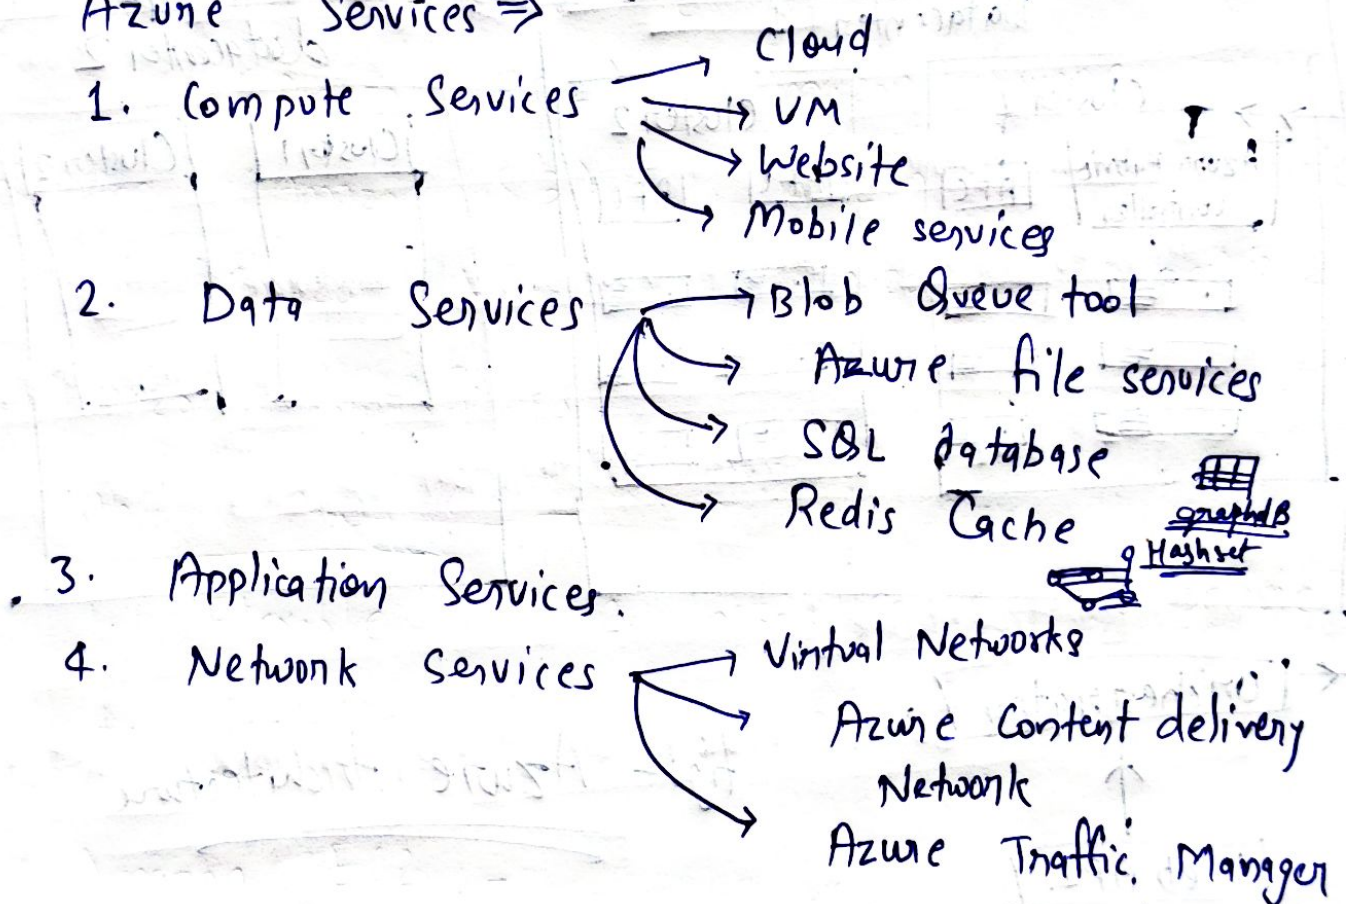 Azure Services ⇒
1. Compute Services → Cloud
→ VM
→ Website
→ Mobile services
2. Data Services → Blob Queue tool
→ Azure file services
→ SQL database
→ Redis Cache
graphdB
Hashset
3. Application Services.
4. Network Services → Virtual Networks
→ Azure Content delivery
Network
→ Azure Traffic Manager